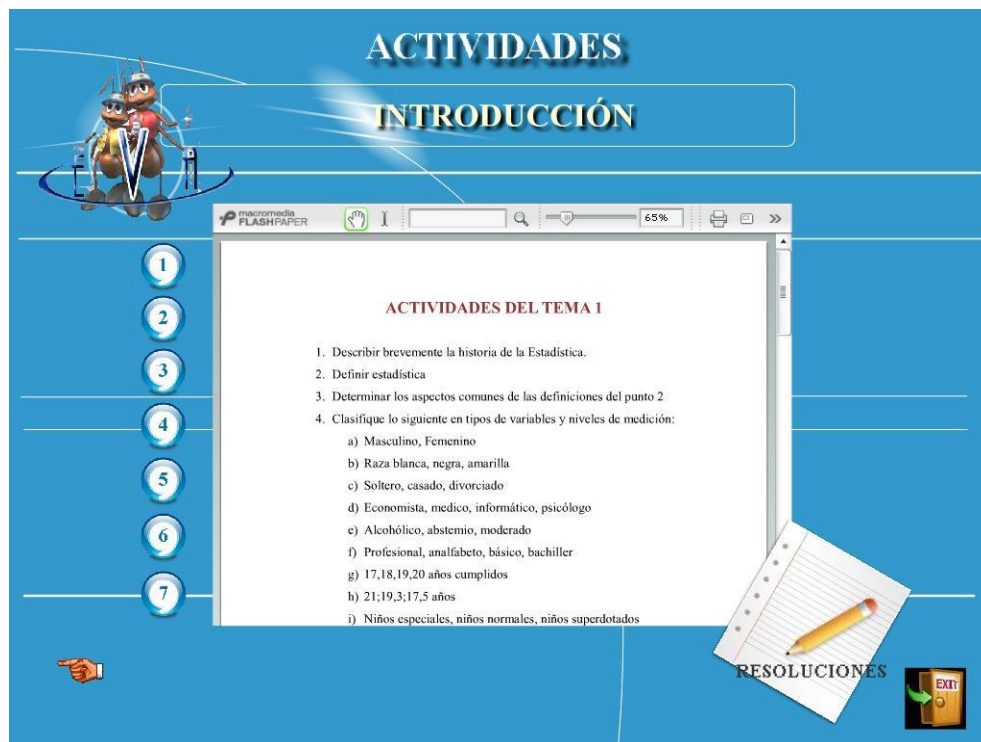 ACTIVIDADES
INTRODUCCIÓN
EVA
macromedia
FLASHPAPER
65%
1
2
3
4
5
6
7
ACTIVIDADES DEL TEMA 1
1. Describir brevemente la historia de la Estadística.
2. Definir estadística
3. Determinar los aspectos comunes de las definiciones del punto 2
4. Clasifique lo siguiente en tipos de variables y niveles de medición:
a) Masculino, Femenino
b) Raza blanca, negra, amarilla
c) Soltero, casado, divorciado
d) Economista, medico, informático, psicólogo
e) Alcohólico, abstemio, moderado
f) Profesional, analfabeto, básico, bachiller
g) 17,18,19,20 años cumplidos
h) 21;19,3;17,5 años
i) Niños especiales, niños normales, niños superdotados
RESOLUCIONES
EXIT